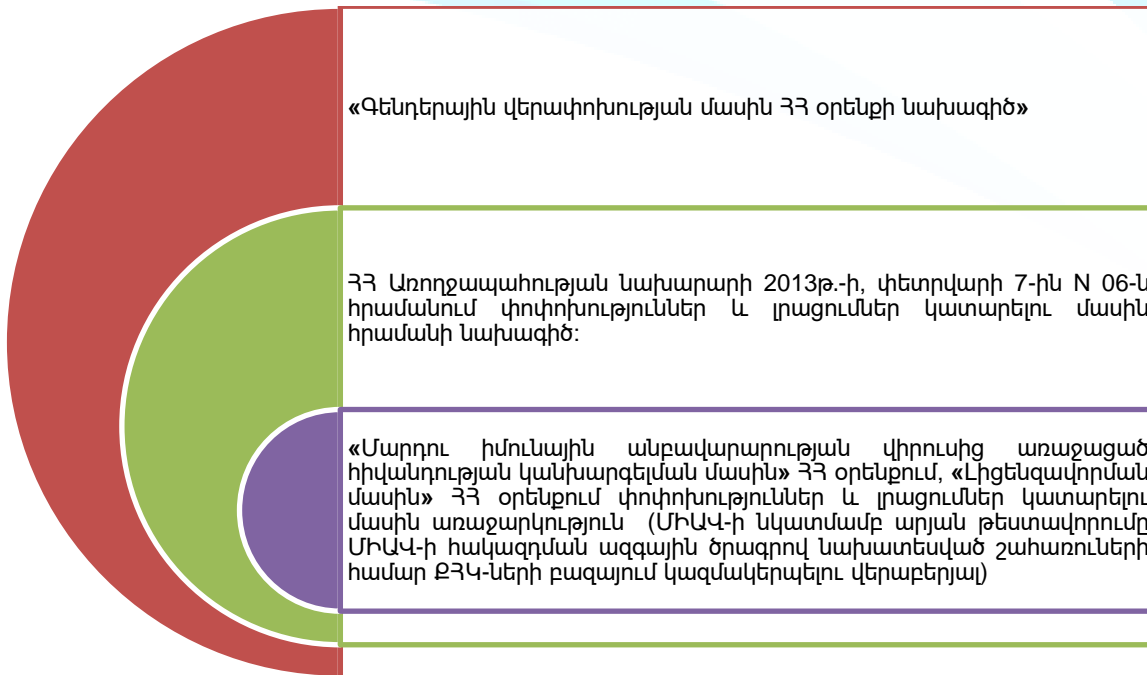 «Գենդերային վերափոխության մասին ՀՀ օրենքի նախագիծ»
ՀՀ Առողջապահության նախարարի 2013թ.-ի, փետրվարի 7-ին N 06-Ն
հրամանում փոփոխություններ և լրացումներ կատարելու մասին
հրամանի նախագիծ:
«Մարդու իմունային անբավարարության վիրուսից առաջացած
հիվանդության կանխարգելման մասին» ՀՀ օրենքում, «Լիցենզավորման
մասին» ՀՀ օրենքում փոփոխություններ և լրացումներ կատարելու
մասին առաջարկություն (ՄԻԱՎ-ի նկատմամբ արյան թեստավորումը
ՄԻԱՎ-ի հակազդման ազգային ծրագրով նախատեսված շահառուների
համար ՔՀԿ-ների բազայում կազմակերպելու վերաբերյալ)